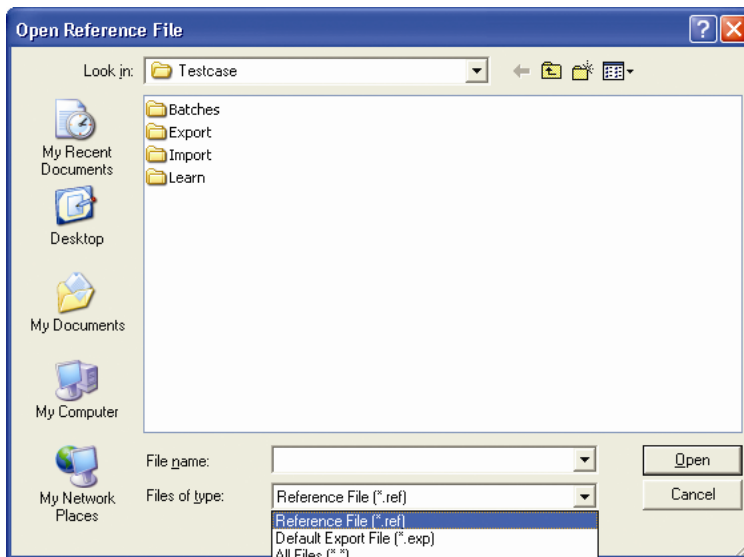 Open Reference File
Look in: Testcase
Batches
Export
Import
Learn
My Recent
Documents
Desktop
My Documents
My Computer
My Network
Places
File name:
Open
Files of type: Reference File (*.ref)
Cancel
Reference File (*.ref)
Default Export File (*.exp)
All Files (*.*)